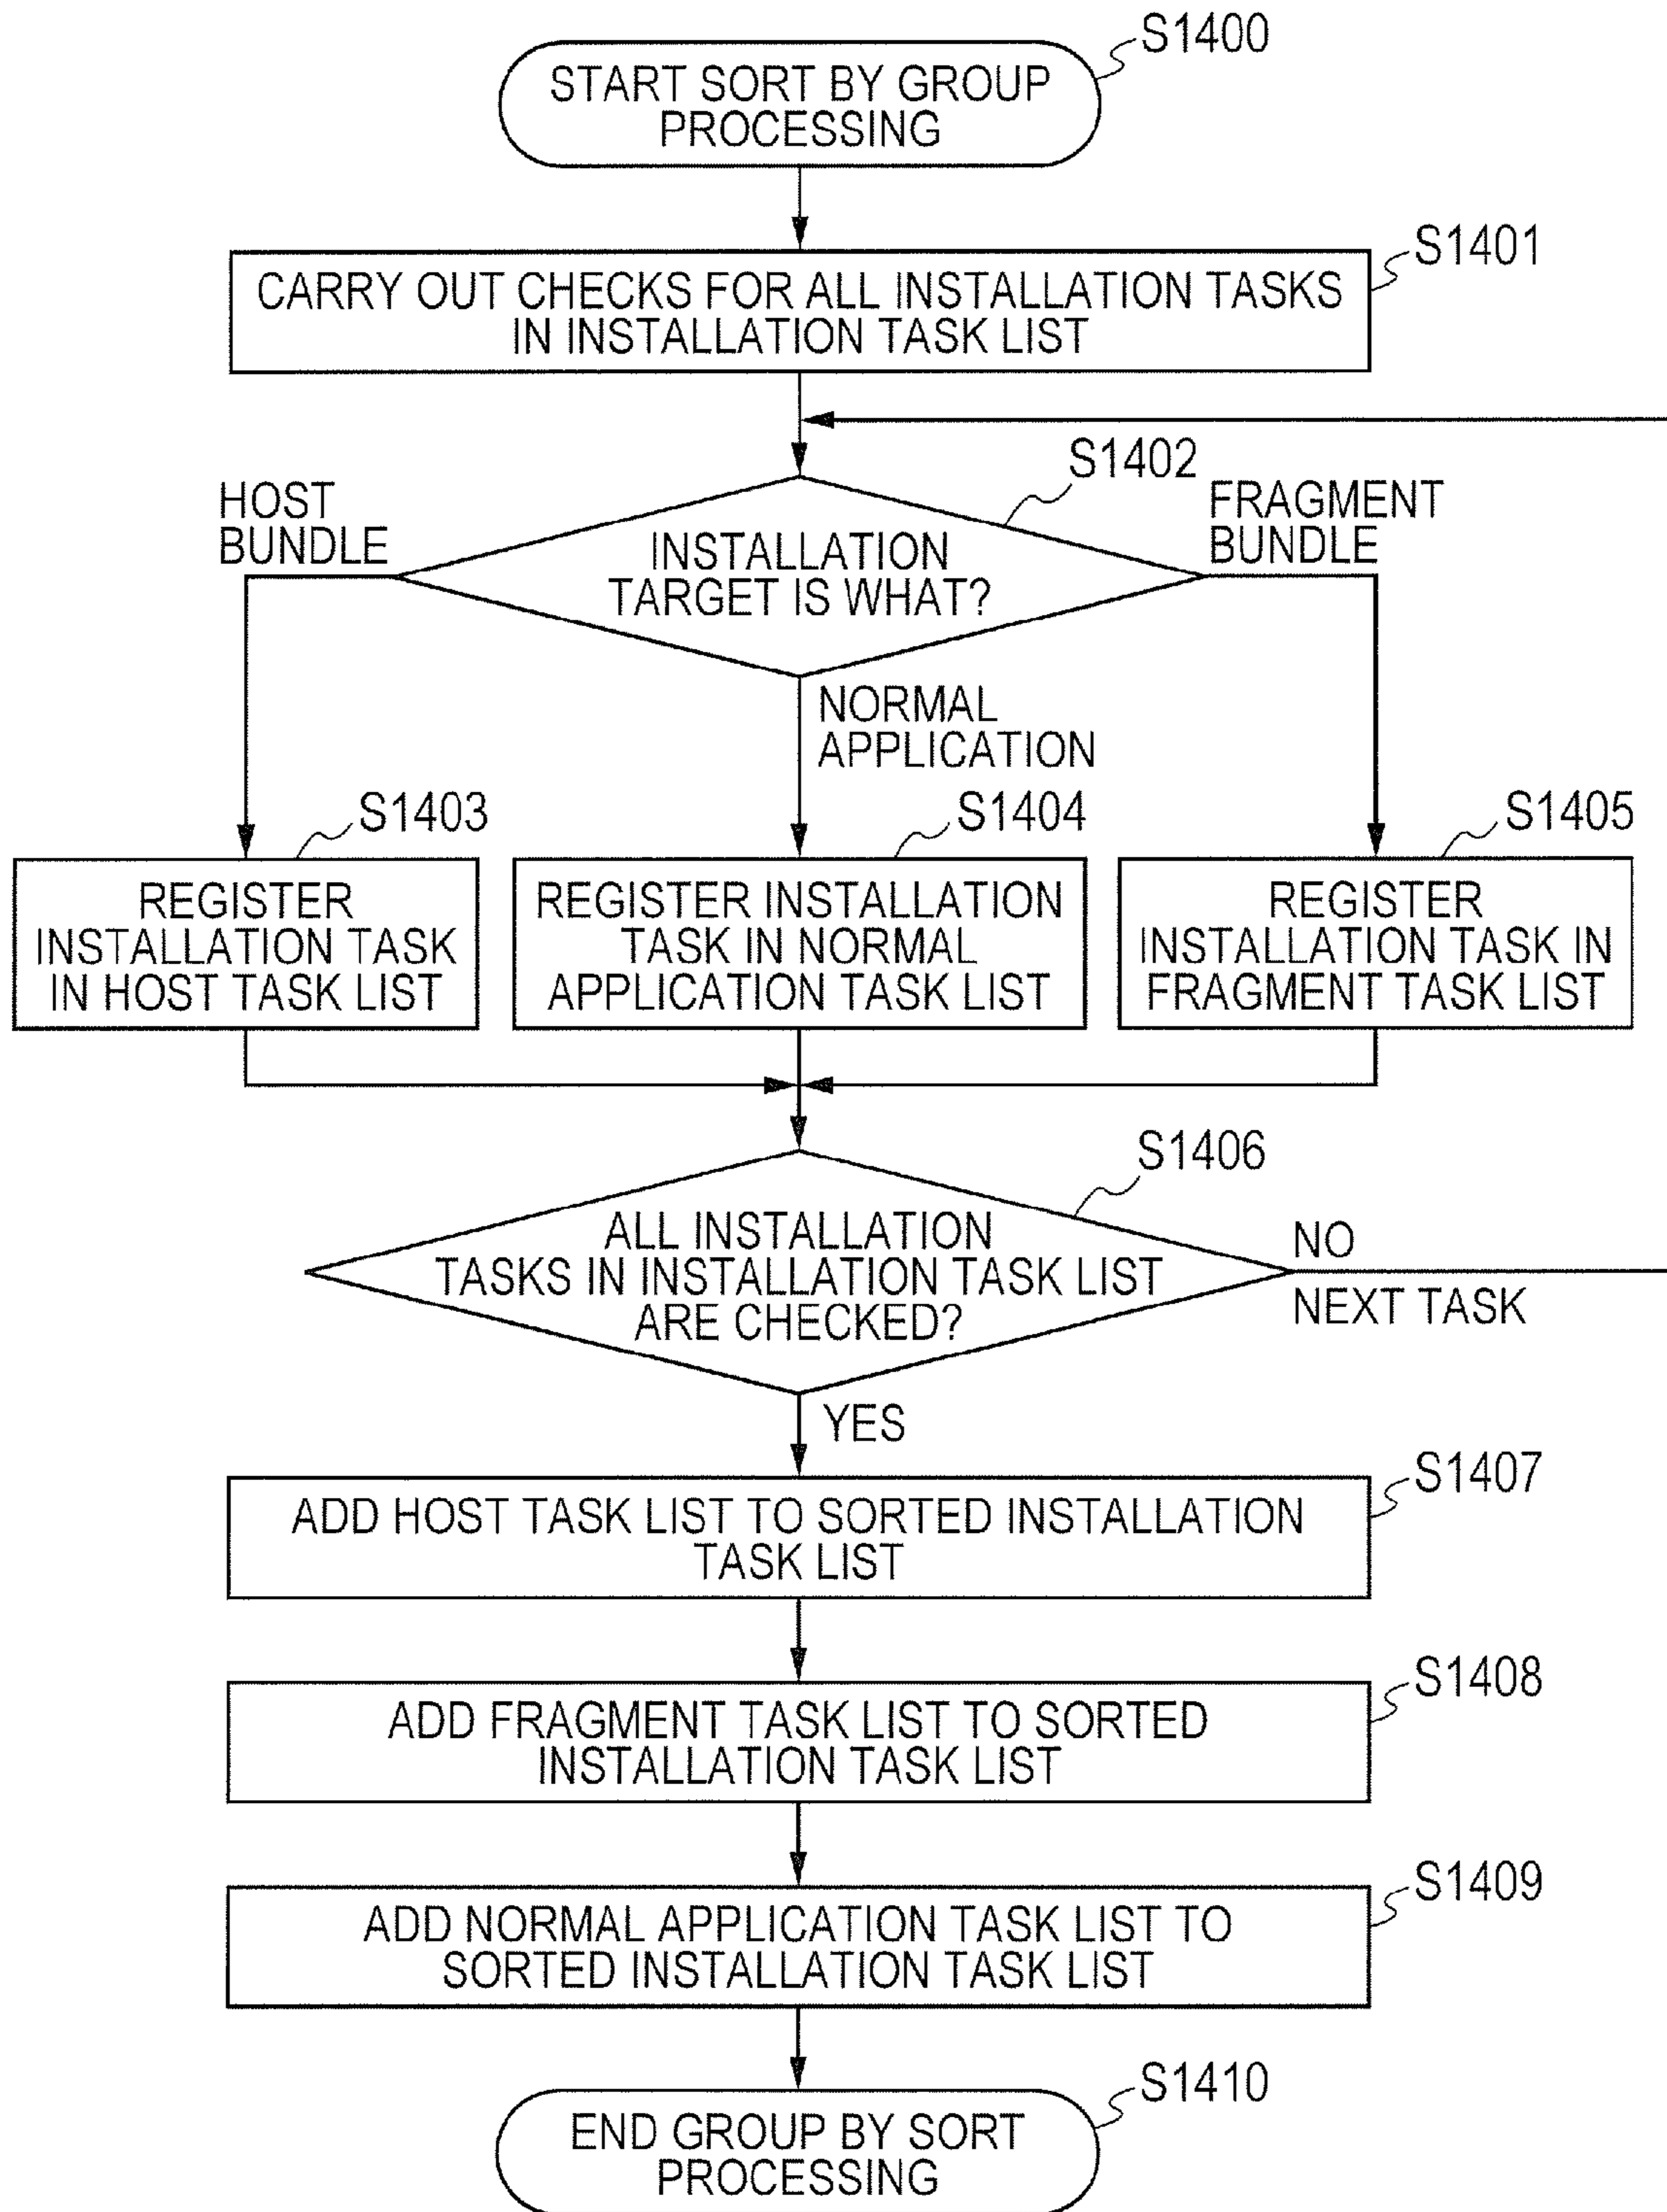 S1400
START SORT BY GROUP
PROCESSING
S1401
CARRY OUT CHECKS FOR ALL INSTALLATION TASKS
IN INSTALLATION TASK LIST
S1402
HOST
BUNDLE
FRAGMENT
BUNDLE
INSTALLATION
TARGET IS WHAT?
NORMAL
APPLICATION
S1403
REGISTER
INSTALLATION TASK
IN HOST TASK LIST
S1404
REGISTER INSTALLATION
TASK IN NORMAL
APPLICATION TASK LIST
S1405
REGISTER
INSTALLATION TASK IN
FRAGMENT TASK LIST
S1406
ALL INSTALLATION
TASKS IN INSTALLATION TASK LIST
ARE CHECKED?
NO
NEXT TASK
YES
S1407
ADD HOST TASK LIST TO SORTED INSTALLATION
TASK LIST
S1408
ADD FRAGMENT TASK LIST TO SORTED
INSTALLATION TASK LIST
S1409
ADD NORMAL APPLICATION TASK LIST TO
SORTED INSTALLATION TASK LIST
S1410
END GROUP BY SORT
PROCESSING